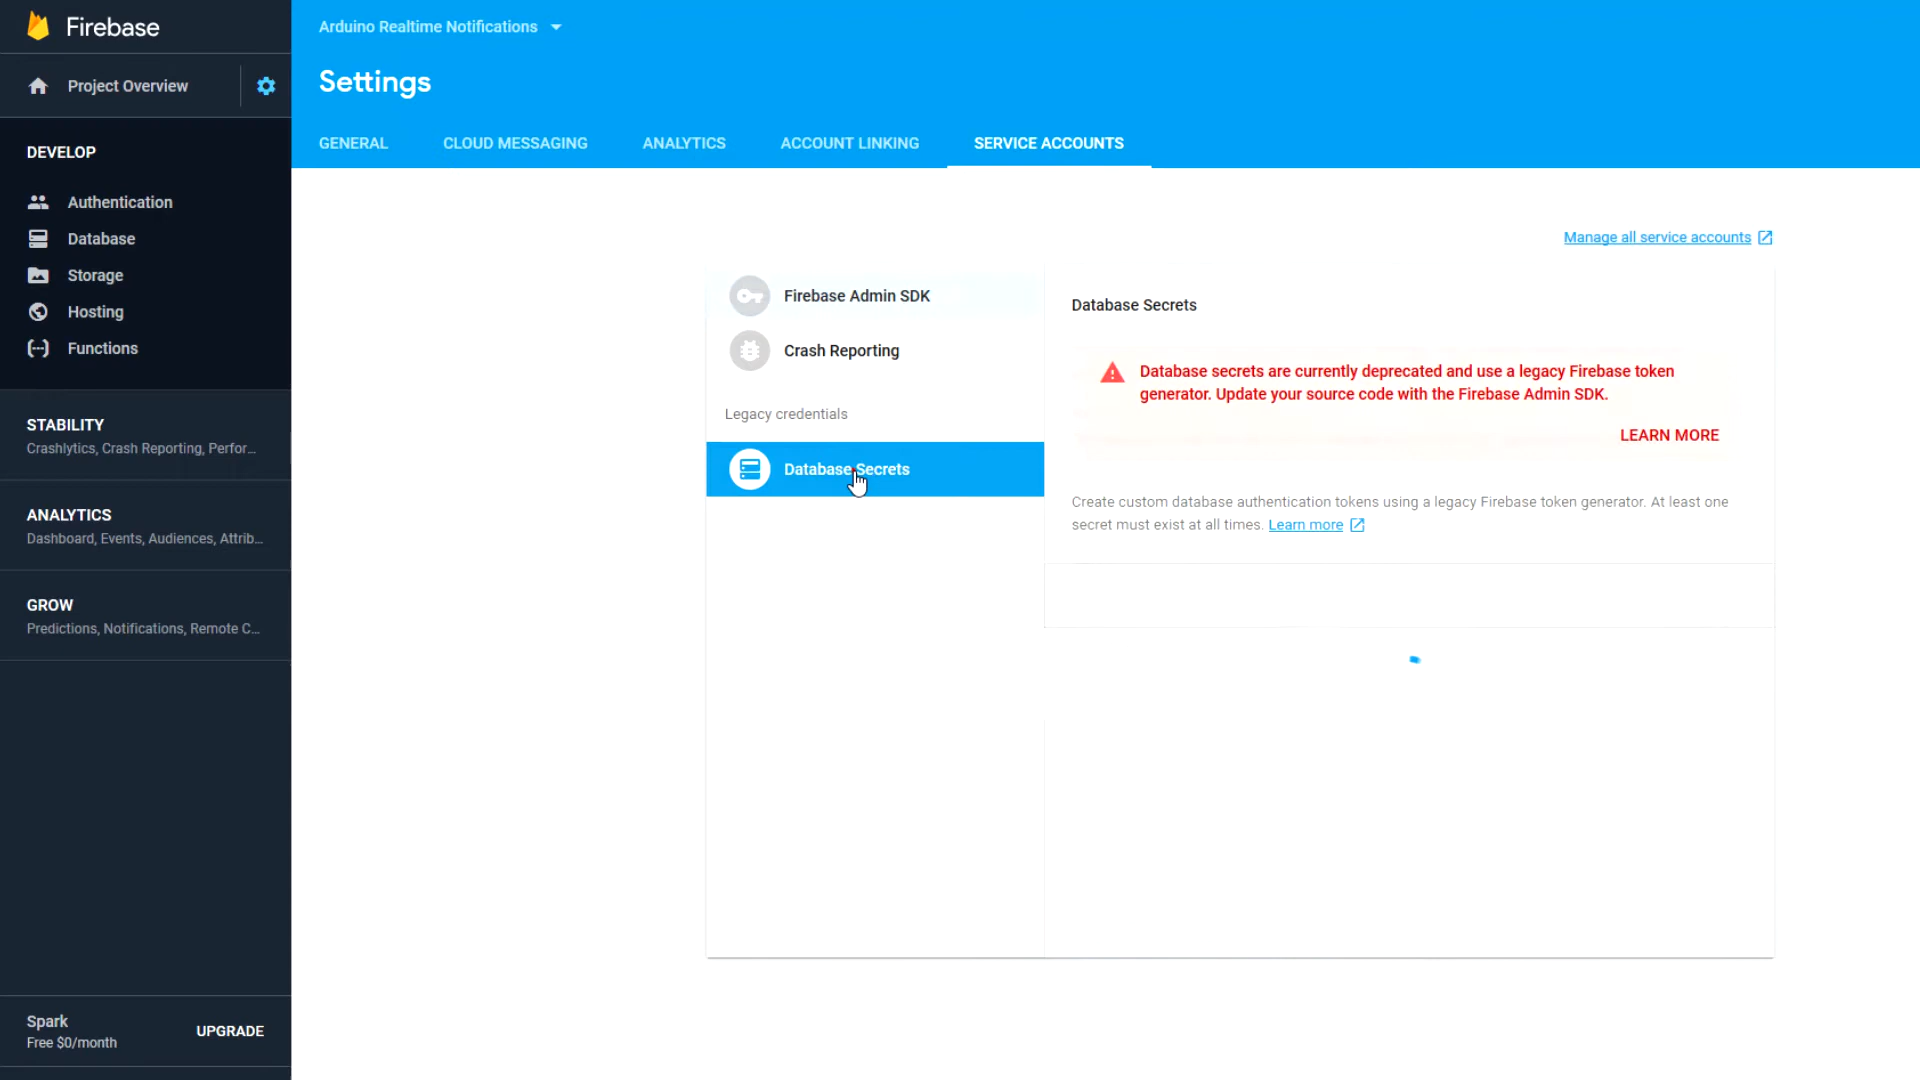 Firebase
Arduino Realtime Notifications
Project Overview
Settings
GENERAL
CLOUD MESSAGING
ANALYTICS
ACCOUNT LINKING
SERVICE ACCOUNTS
DEVELOP
Authentication
Database
Storage
Hosting
Functions
STABILITY
Crashlytics, Crash Reporting, Perfor...
ANALYTICS
Dashboard, Events, Audiences, Attrib...
GROW
Predictions, Notifications, Remote C...
Spark
Free $0/month
UPGRADE
Manage all service accounts
Firebase Admin SDK
Crash Reporting
Legacy credentials
Database Secrets
Database Secrets
Database secrets are currently deprecated and use a legacy Firebase token
generator. Update your source code with the Firebase Admin SDK.
LEARN MORE
Create custom database authentication tokens using a legacy Firebase token generator. At least one
secret must exist at all times. Learn more